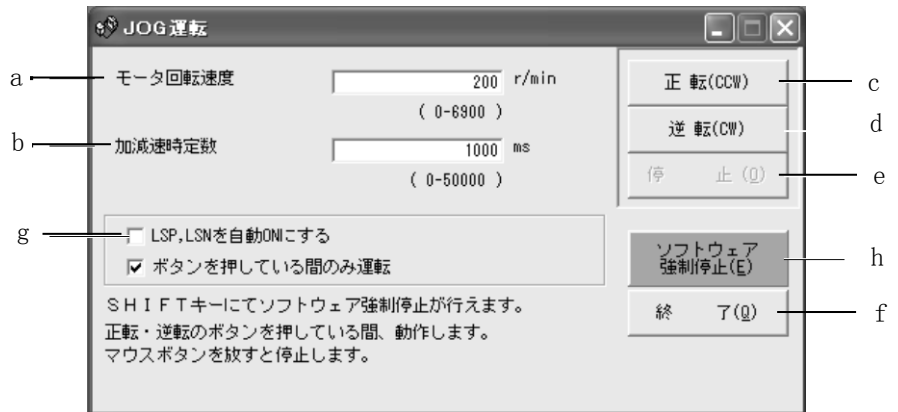 JOG運転
a モータ回転速度 200 r/min
( 0-6900 )
b 加減速時定数 1000 ms
( 0-50000 )
正 転(CCW) c
逆 転(CW) d
停 止(O) e
g LSP,LSNを自動ONにする
ボタンを押している間のみ運転
ソフトウェア
強制停止(E) h
終 了(Q) f
SHIFTキーにてソフトウェア強制停止が行えます。
正転・逆転のボタンを押している間、動作します。
マウスボタンを放すと停止します。